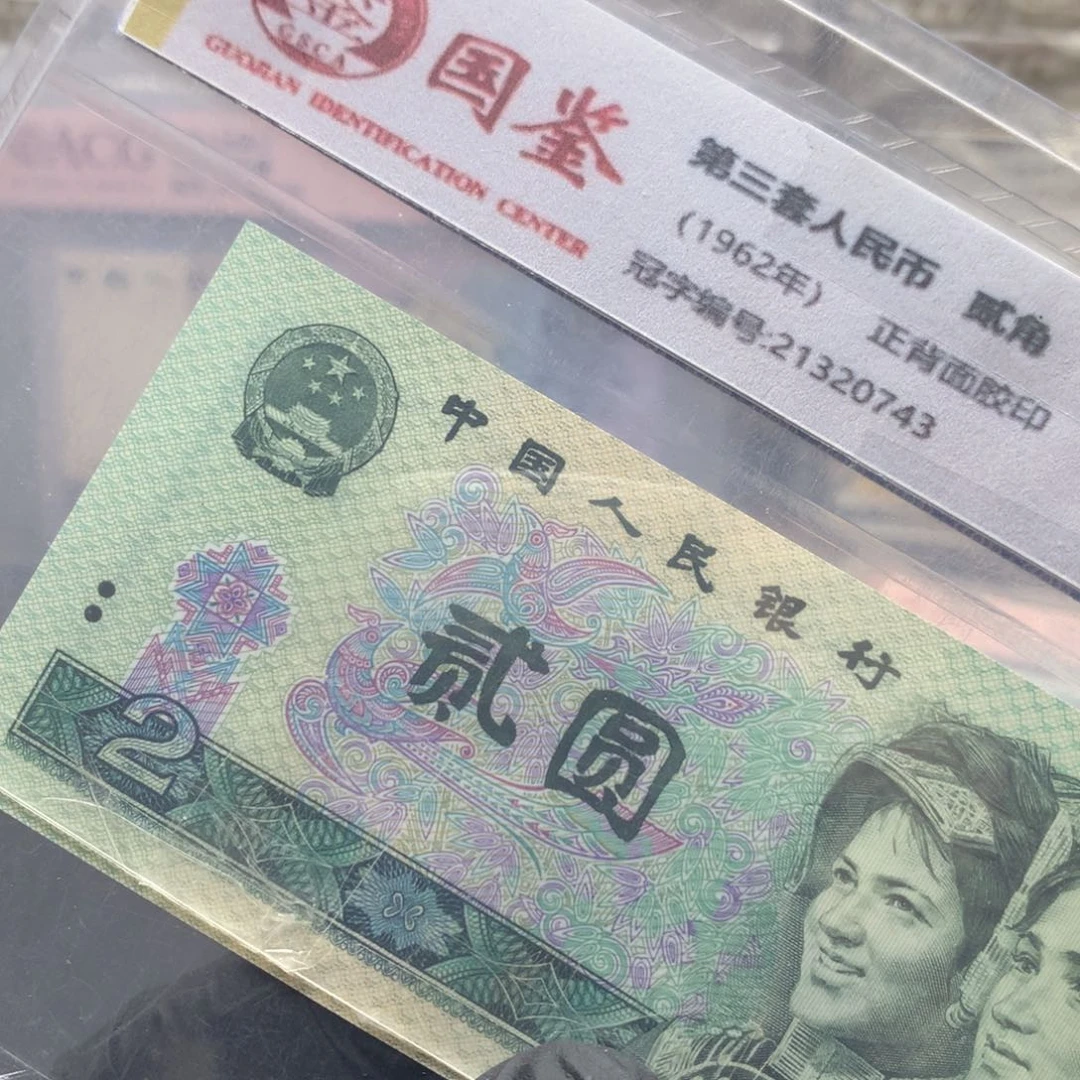 GSCA
国鉴
GUOJIAN IDENTIFICATION CENTER
第三套人民币 贰角
(1962年) 正背面胶印
冠字编号:21320743
中国人民银行
贰圆
2